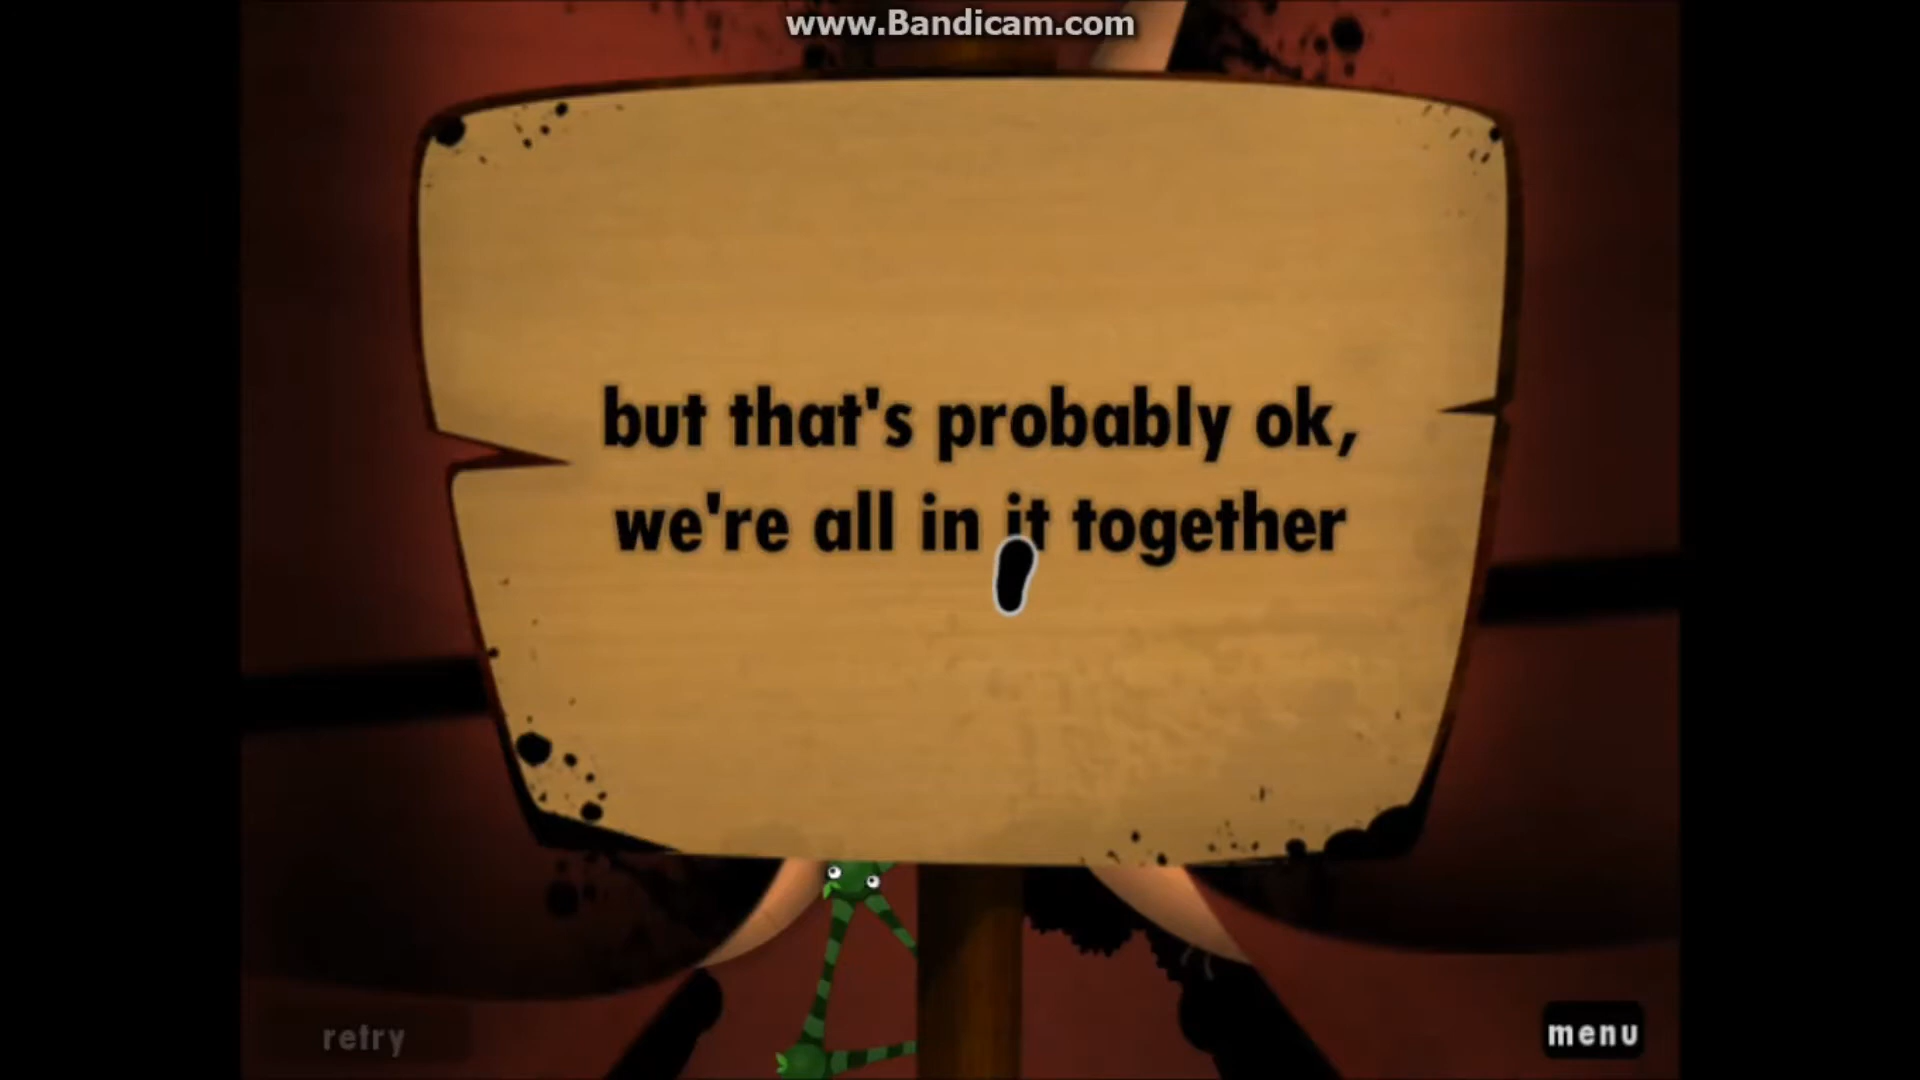 www.Bandicam.com
but that's probably ok,
we're all in it together
retry
menu